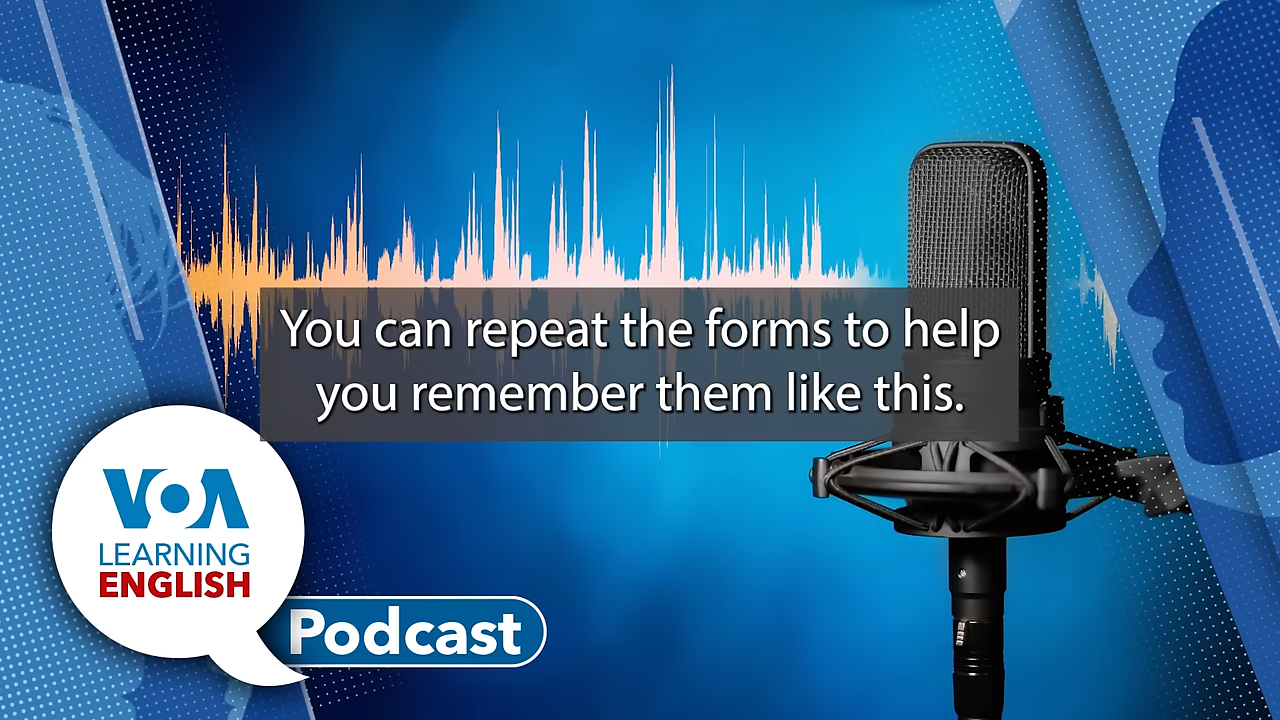 You can repeat the forms to help
you remember them like this.
VOA
LEARNING
ENGLISH
Podcast